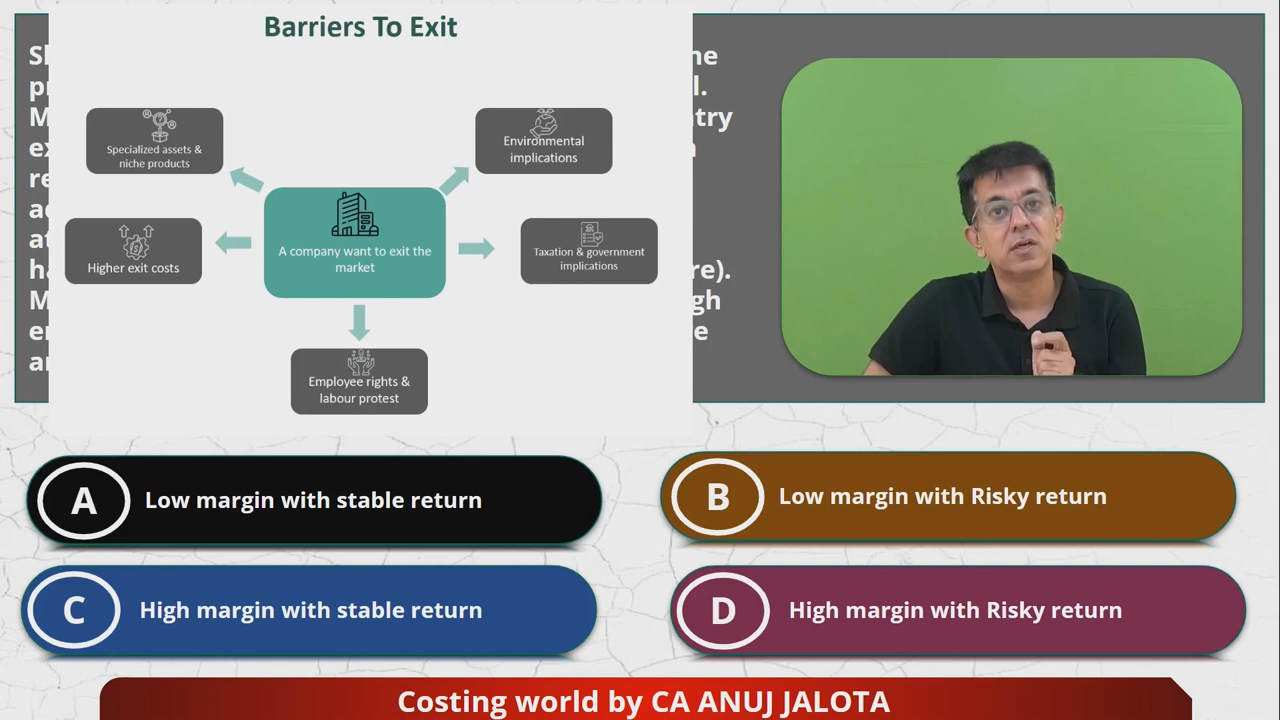 Barriers To Exit
Specialized assets &
niche products
Environmental
implications
A company want to exit the
market
Higher exit costs
Taxation & government
implications
Employee rights &
labour protest
A
Low margin with stable return
B
Low margin with Risky return
C
High margin with stable return
D
High margin with Risky return
Costing world by CA ANUJ JALOTA